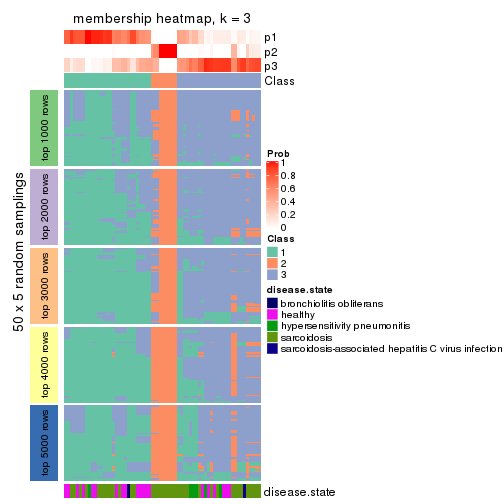 membership heatmap, k = 3
p1
p2
p3
Class
50 x 5 random samplings
top 1000 rows
top 2000 rows
top 3000 rows
top 4000 rows
top 5000 rows
Prob
1
0.8
0.6
0.4
0.2
0
Class
1
2
3
disease.state
bronchiolitis obliterans
healthy
hypersensitivity pneumonitis
sarcoidosis
sarcoidosis-associated hepatitis C virus infection
disease.state